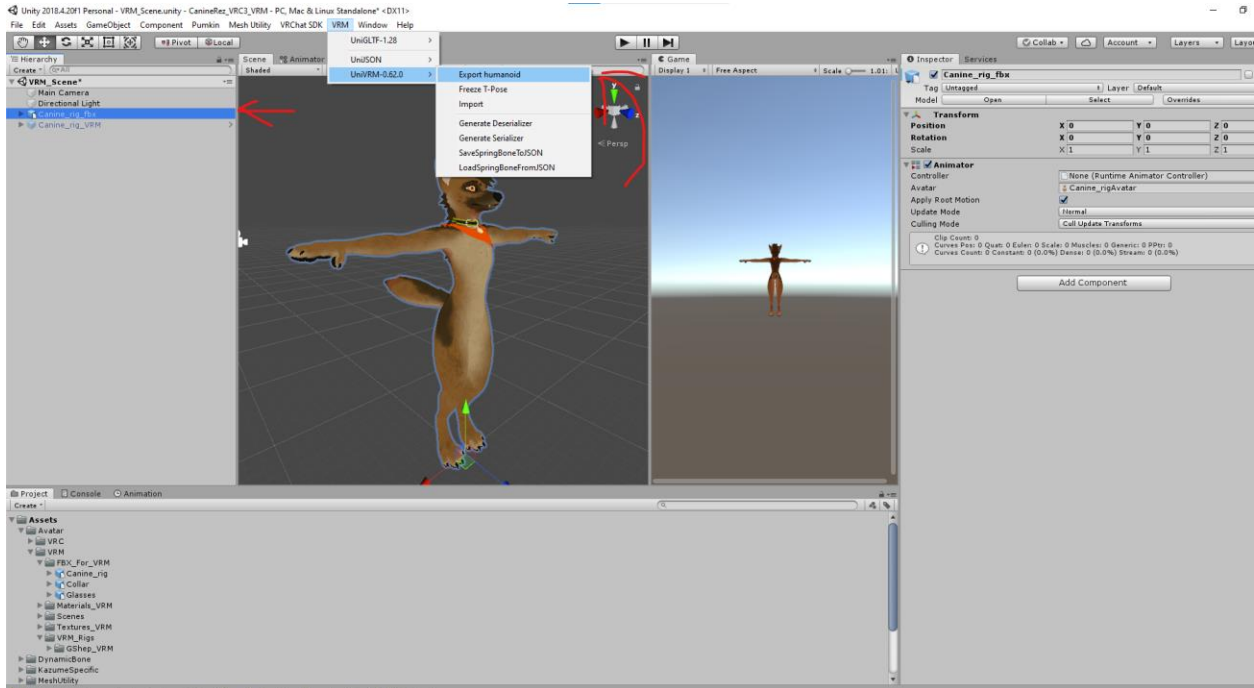 Unity 2018.4.20f1 Personal - VRM_Scene.unity - CanineRez_VRC3_VRM - PC, Mac & Linux Standalone* <DX11>
File Edit Assets GameObject Component Pumkin Mesh Utility VRChat SDK VRM Window Help
Pivot Local Collab Account Layers Layou
Hierarchy
Create All
VRM_Scene*
Main Camera
Directional Light
Canine_rig_fbx
Canine_rig_VRM
Scene Animator
Shaded
UniGLTF-1.28
UniJSON
UniVRM-0.62.0
Export humanoid
Freeze T-Pose
Import
Generate Deserializer
Generate Serializer
SaveSpringBoneToJSON
LoadSpringBoneFromJSON
y
z
Persp
Game
Display 1 Free Aspect Scale 1.01:
Inspector Services
Canine_rig_fbx
Tag Untagged Layer Default
Model Open Select Overrides
Transform
Position X 0 Y 0 Z 0
Rotation X 0 Y 0 Z 0
Scale X 1 Y 1 Z 1
Animator
Controller None (Runtime Animator Controller)
Avatar Canine_rigAvatar
Apply Root Motion
Update Mode Normal
Culling Mode Cull Update Transforms
Clip Count: 0
Curves Pos: 0 Quat: 0 Euler: 0 Scale: 0 Muscles: 0 Generic: 0 PPtr: 0
Curves Count: 0 Constant: 0 (0.0%) Dense: 0 (0.0%) Stream: 0 (0.0%)
Add Component
Project Console Animation
Create
Assets
Avatar
VRC
VRM
FBX_For_VRM
Canine_rig
Collar
Glasses
Materials_VRM
Scenes
Textures_VRM
VRM_Rigs
GShep_VRM
DynamicBone
KazumeSpecific
MeshUtility